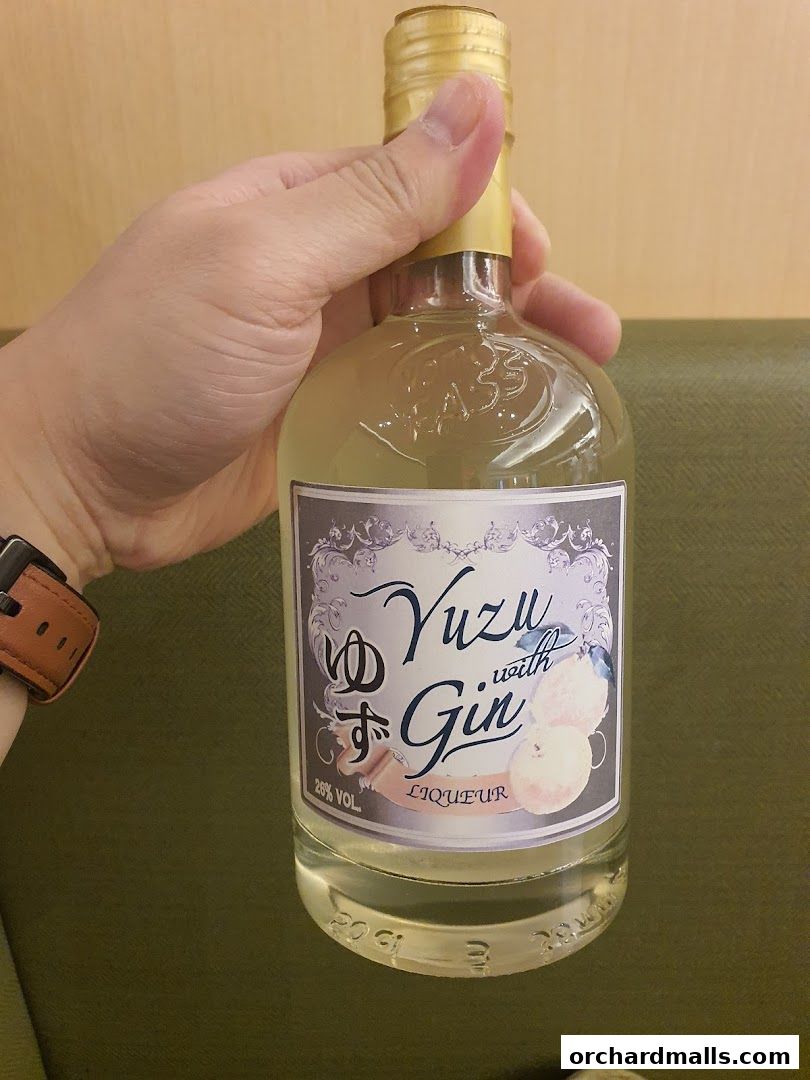 Yuzu
with
Gin
ゆず
LIQUEUR
26% VOL.
orchardmalls.com